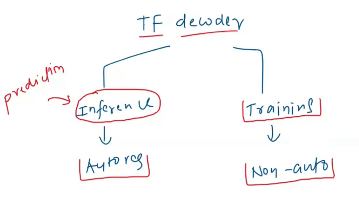 TF decoder
prediction
Inference
Training
Autoreg
Non-auto